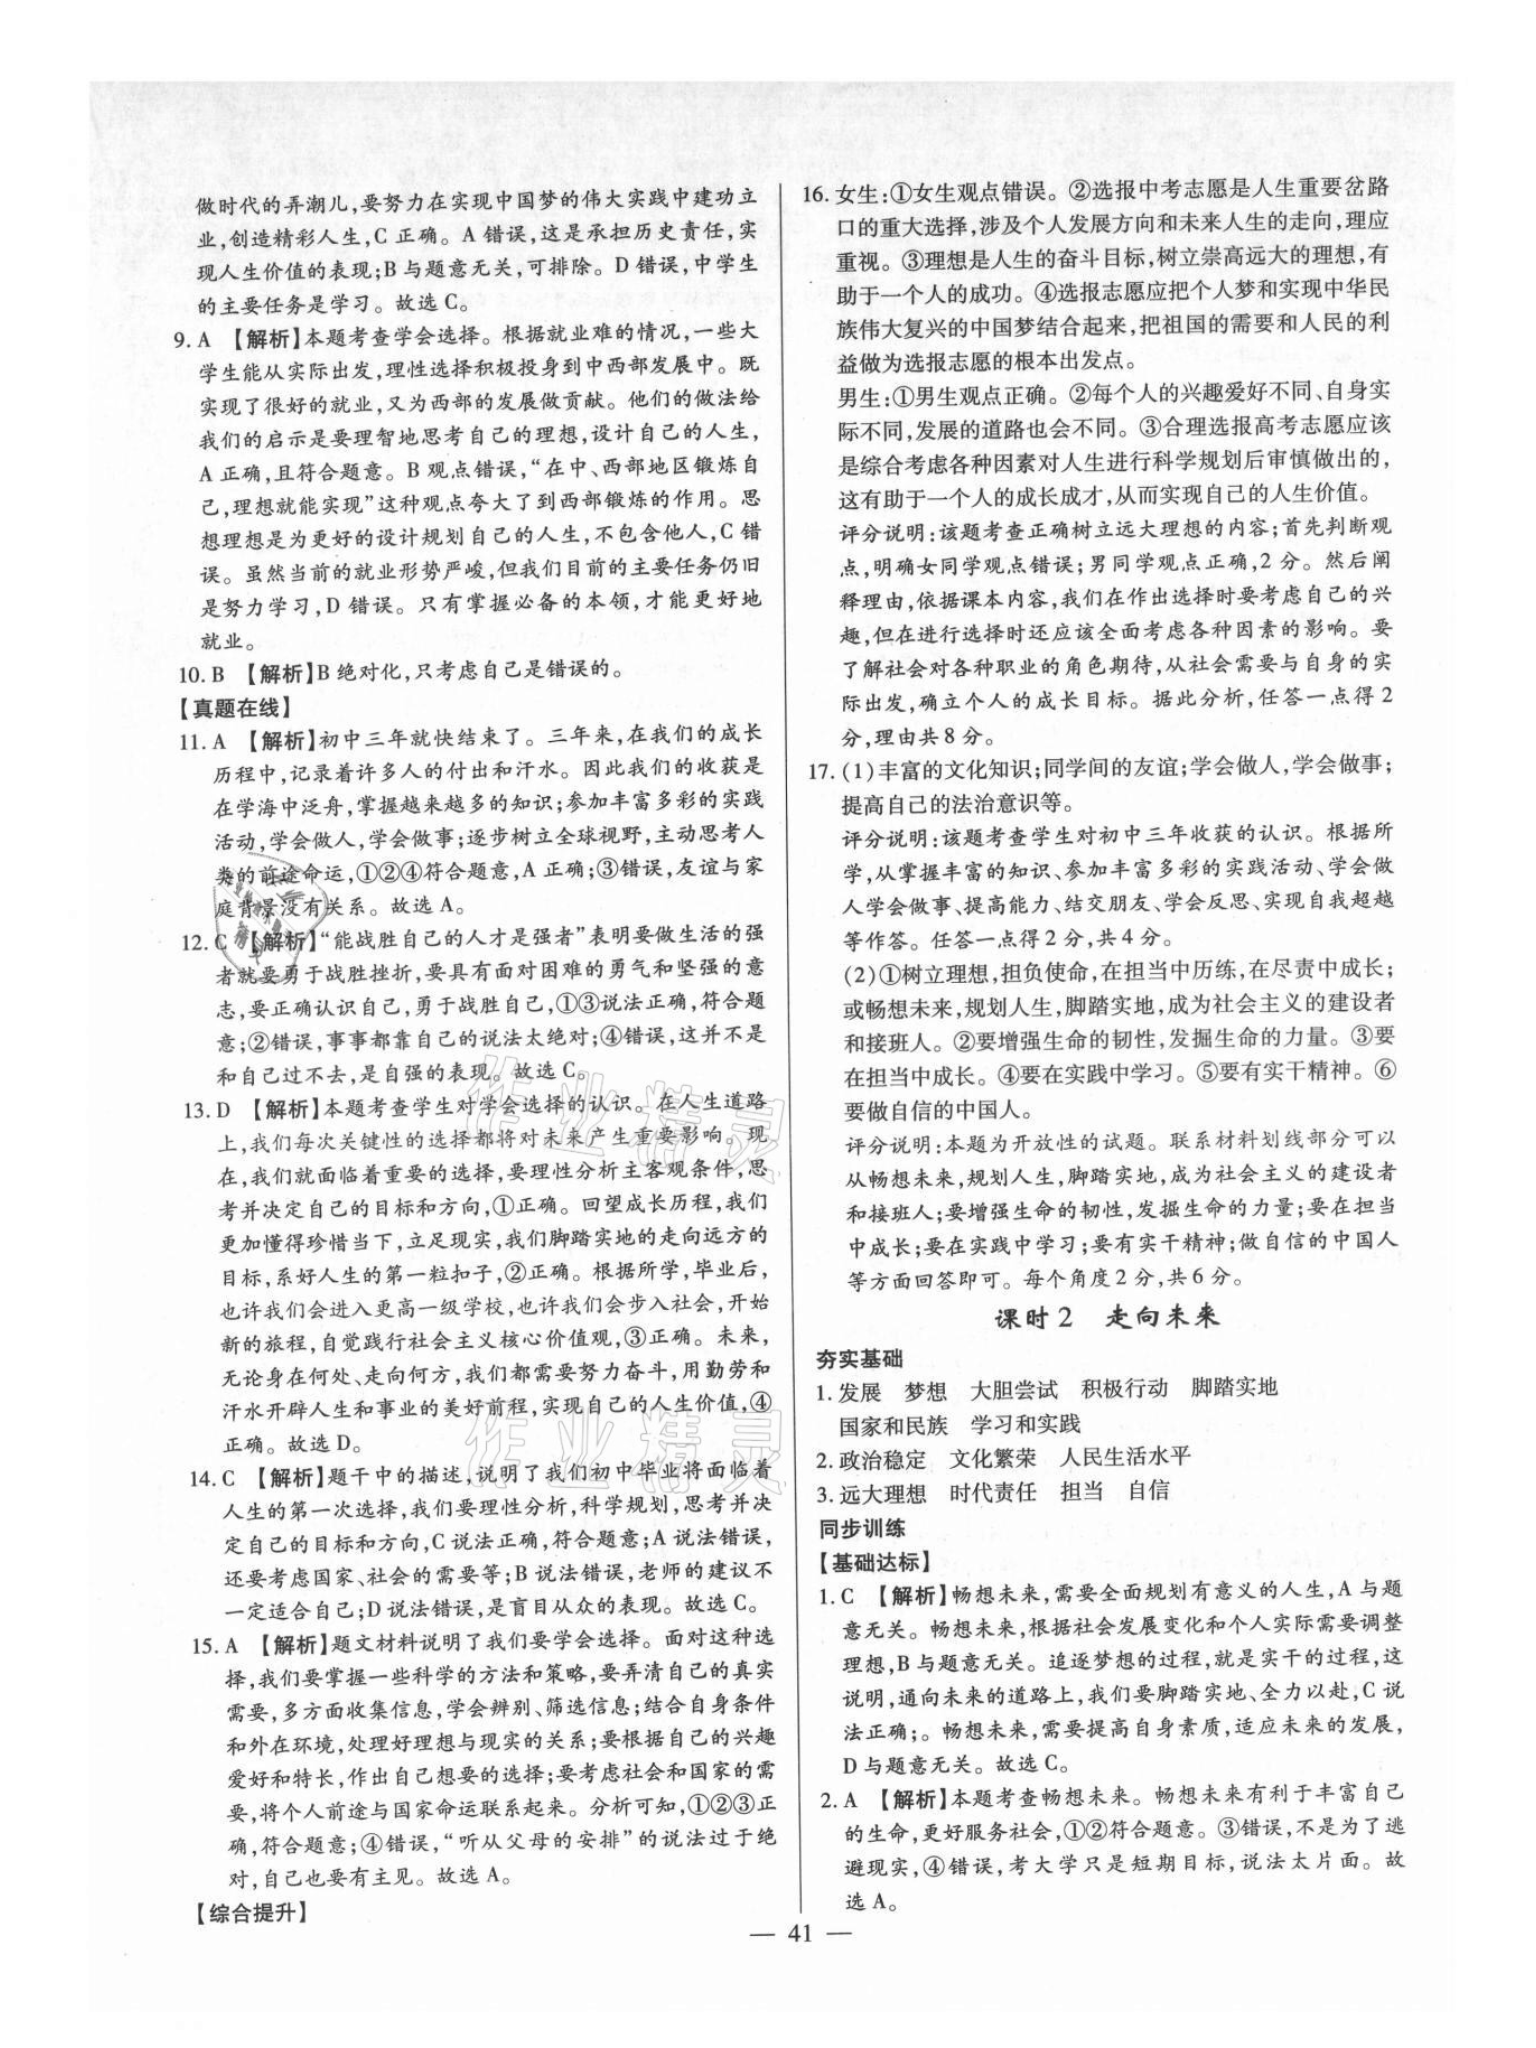 做时代的弄潮儿,要努力在实现中国梦的伟大实践中建功立
业,创造精彩人生,C 正确。A 错误,这是承担历史责任,实
现人生价值的表现;B 与题意无关,可排除。D 错误,中学生
的主要任务是学习。故选 C。
9. A 【解析】本题考查学会选择。根据就业难的情况,一些大
学生能从实际出发,理性选择积极投身到中西部发展中。既
实现了很好的就业,又为西部的发展做贡献。他们的做法给
我们的启示是要理智地思考自己的理想,设计自己的人生,
A 正确,且符合题意。B 观点错误,“在中、西部地区锻炼自
己,理想就能实现”这种观点夸大了到西部锻炼的作用。思
想理想是为更好的设计规划自己的人生,不包含他人,C 错
误。虽然当前的就业形势严峻,但我们目前的主要任务仍旧
是努力学习,D 错误。只有掌握必备的本领,才能更好地
就业。
10. B 【解析】B 绝对化,只考虑自己是错误的。
【真题在线】
11. A 【解析】初中三年就快结束了。三年来,在我们的成长
历程中,记录着许多人的付出和汗水。因此我们的收获是
在学海中泛舟,掌握越来越多的知识;参加丰富多彩的实践
活动,学会做人,学会做事;逐步树立全球视野,主动思考人
类的前途命运,①②④符合题意,A 正确;③错误,友谊与家
庭背景没有关系。故选 A。
12. C 【解析】“能战胜自己的人才是强者”表明要做生活的强
者就要勇于战胜挫折,要具有面对困难的勇气和坚强的意
志,要正确认识自己,勇于战胜自己,①③说法正确,符合题
意;②错误,事事都靠自己的说法太绝对;④错误,这并不是
和自己过不去,是自强的表现。故选 C。
13. D 【解析】本题考查学生对学会选择的认识。在人生道路
上,我们每次关键性的选择都将对未来产生重要影响。现
在,我们就面临着重要的选择,要理性分析主客观条件,思
考并决定自己的目标和方向,①正确。回望成长历程,我们
更加懂得珍惜当下,立足现实,我们脚踏实地的走向远方的
目标,系好人生的第一粒扣子,②正确。根据所学,毕业后,
也许我们会进入更高一级学校,也许我们会步入社会,开始
新的旅程,自觉践行社会主义核心价值观,③正确。未来,
无论身在何处、走向何方,我们都需要努力奋斗,用勤劳和
汗水开辟人生和事业的美好前程,实现自己的人生价值,④
正确。故选 D。
14. C 【解析】题干中的描述,说明了我们初中毕业将面临着
人生的第一次选择,我们要理性分析,科学规划,思考并决
定自己的目标和方向,C 说法正确,符合题意;A 说法错误,
还要考虑国家、社会的需要等;B 说法错误,老师的建议不
一定适合自己;D 说法错误,是盲目从众的表现。故选 C。
15. A 【解析】题文材料说明了我们要学会选择。面对这种选
择,我们要掌握一些科学的方法和策略,要弄清自己的真实
需要,多方面收集信息,学会辨别、筛选信息;结合自身条件
和外在环境,处理好理想与现实的关系;要根据自己的兴趣
爱好和特长,作出自己想要的选择;要考虑社会和国家的需
要,将个人前途与国家命运联系起来。分析可知,①②③正
确,符合题意;④错误,“听从父母的安排”的说法过于绝
对,自己也要有主见。故选 A。
【综合提升】
16. 女生:①女生观点错误。②选报中考志愿是人生重要岔路
口的重大选择,涉及个人发展方向和未来人生的走向,理应
重视。③理想是人生的奋斗目标,树立崇高远大的理想,有
助于一个人的成功。④选报志愿应把个人梦和实现中华民
族伟大复兴的中国梦结合起来,把祖国的需要和人民的利
益做为选报志愿的根本出发点。
男生:①男生观点正确。②每个人的兴趣爱好不同、自身实
际不同,发展的道路也会不同。③合理选报高考志愿应该
是综合考虑各种因素对人生进行科学规划后审慎做出的,
这有助于一个人的成长成才,从而实现自己的人生价值。
评分说明:该题考查正确树立远大理想的内容;首先判断观
点,明确女同学观点错误;男同学观点正确,2 分。然后阐
释理由,依据课本内容,我们在作出选择时要考虑自己的兴
趣,但在进行选择时还应该全面考虑各种因素的影响。要
了解社会对各种职业的角色期待,从社会需要与自身的实
际出发,确立个人的成长目标。据此分析,任答一点得 2
分,理由共 8 分。
17. (1)丰富的文化知识;同学间的友谊;学会做人,学会做事;
提高自己的法治意识等。
评分说明:该题考查学生对初中三年收获的认识。根据所
学,从掌握丰富的知识、参加丰富多彩的实践活动、学会做
人学会做事、提高能力、结交朋友、学会反思、实现自我超越
等作答。任答一点得 2 分,共 4 分。
(2)①树立理想,担负使命,在担当中历练,在尽责中成长;
或畅想未来,规划人生,脚踏实地,成为社会主义的建设者
和接班人。②要增强生命的韧性,发掘生命的力量。③要
在担当中成长。④要在实践中学习。⑤要有实干精神。⑥
要做自信的中国人。
评分说明:本题为开放性的试题。联系材料划线部分可以
从畅想未来,规划人生,脚踏实地,成为社会主义的建设者
和接班人;要增强生命的韧性,发掘生命的力量;要在担当
中成长;要在实践中学习;要有实干精神;做自信的中国人
等方面回答即可。每个角度 2 分,共 6 分。
课时 2 走向未来
夯实基础
1. 发展 梦想 大胆尝试 积极行动 脚踏实地
国家和民族 学习和实践
2. 政治稳定 文化繁荣 人民生活水平
3. 远大理想 时代责任 担当 自信
同步训练
【基础达标】
1. C 【解析】畅想未来,需要全面规划有意义的人生,A 与题
意无关。畅想未来,根据社会发展变化和个人实际需要调整
理想,B 与题意无关。追逐梦想的过程,就是实干的过程,这
说明,通向未来的道路上,我们要脚踏实地、全力以赴,C 说
法正确;。畅想未来,需要提高自身素质,适应未来的发展,
D 与题意无关。故选 C。
2. A 【解析】本题考查畅想未来。畅想未来有利于丰富自己
的生命,更好服务社会,①②符合题意。③错误,不是为了逃
避现实,④错误,考大学只是短期目标,说法太片面。故
选 A。
— 41 —
作业精灵
作业精灵